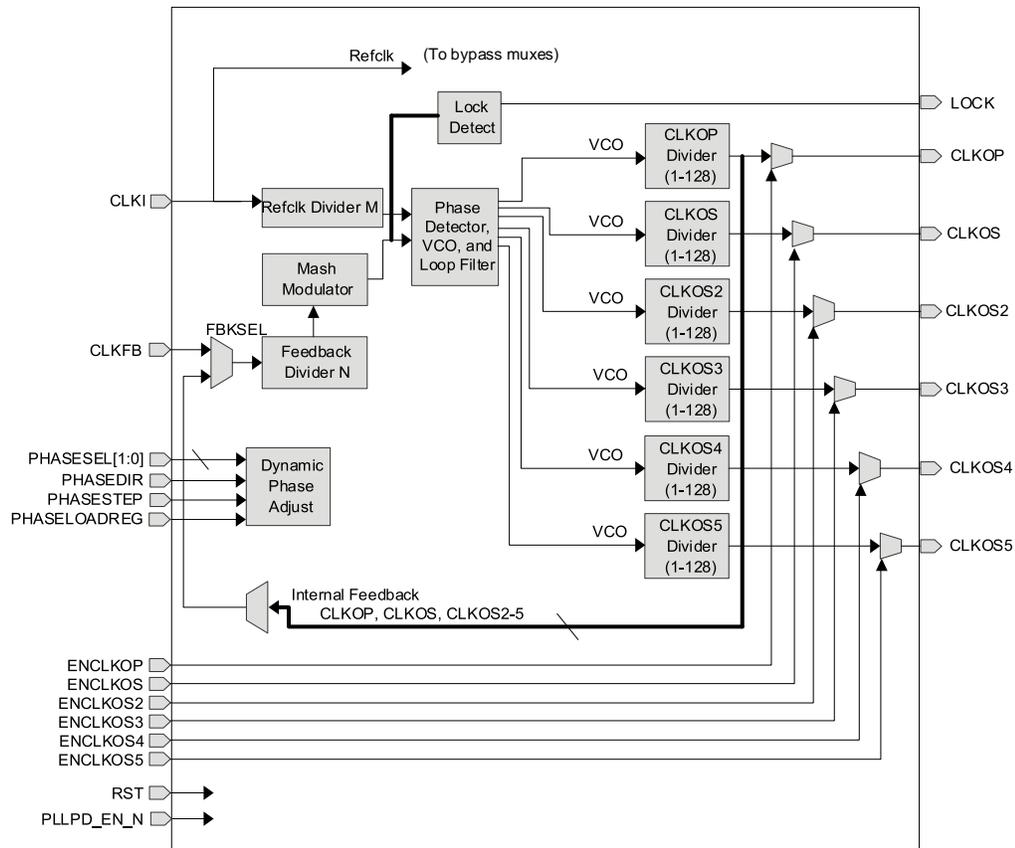 Refclk
(To bypass muxes)
Lock
Detect
LOCK
VCO
CLKOP
Divider
(1-128)
CLKOP
CLKI
Refclk Divider M
Phase
Detector,
VCO, and
Loop Filter
VCO
CLKOS
Divider
(1-128)
CLKOS
Mash
Modulator
VCO
CLKOS2
Divider
(1-128)
CLKOS2
FBKSEL
CLKFB
Feedback
Divider N
VCO
CLKOS3
Divider
(1-128)
CLKOS3
PHASESEL[1:0]
PHASEDIR
PHASESTEP
PHASELOADREG
Dynamic
Phase
Adjust
VCO
CLKOS4
Divider
(1-128)
CLKOS4
VCO
CLKOS5
Divider
(1-128)
CLKOS5
Internal Feedback
CLKOP, CLKOS, CLKOS2-5
ENCLKOP
ENCLKOS
ENCLKOS2
ENCLKOS3
ENCLKOS4
ENCLKOS5
RST
PLLPD_EN_N